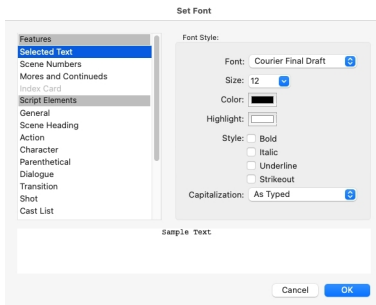 Set Font
Features
Selected Text
Scene Numbers
Mores and Continueds
Index Card
Script Elements
General
Scene Heading
Action
Character
Parenthetical
Dialogue
Transition
Shot
Cast List
Font Style:
Font: Courier Final Draft
Size: 12
Color:
Highlight:
Style: Bold
Italic
Underline
Strikeout
Capitalization: As Typed
Sample Text
Cancel OK